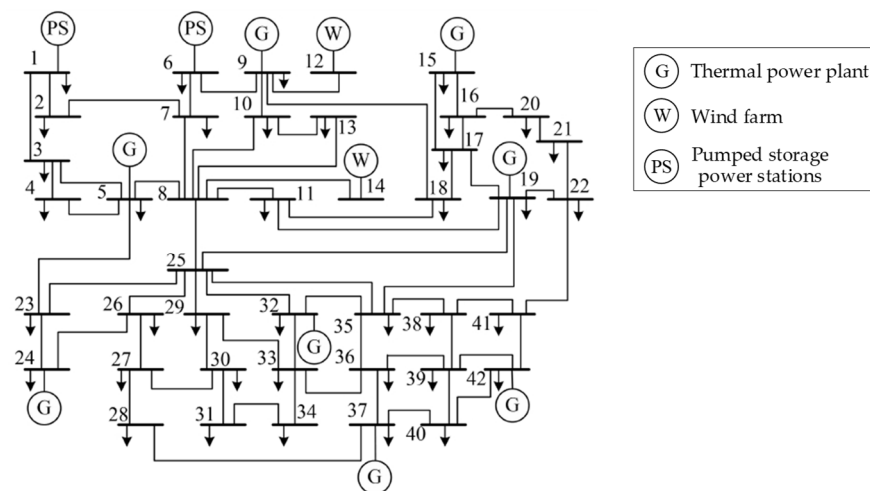 PS PS G W G
1 6 9 12 15
2 7 10 13 16 20
3 G W 17 G 21
4 5 8 11 14 18 19 22
25
23 26 29 32 35 38 41
G
24 27 30 33 36 39 42
G G
28 31 34 37 40
G
G Thermal power plant
W Wind farm
PS Pumped storage
power stations